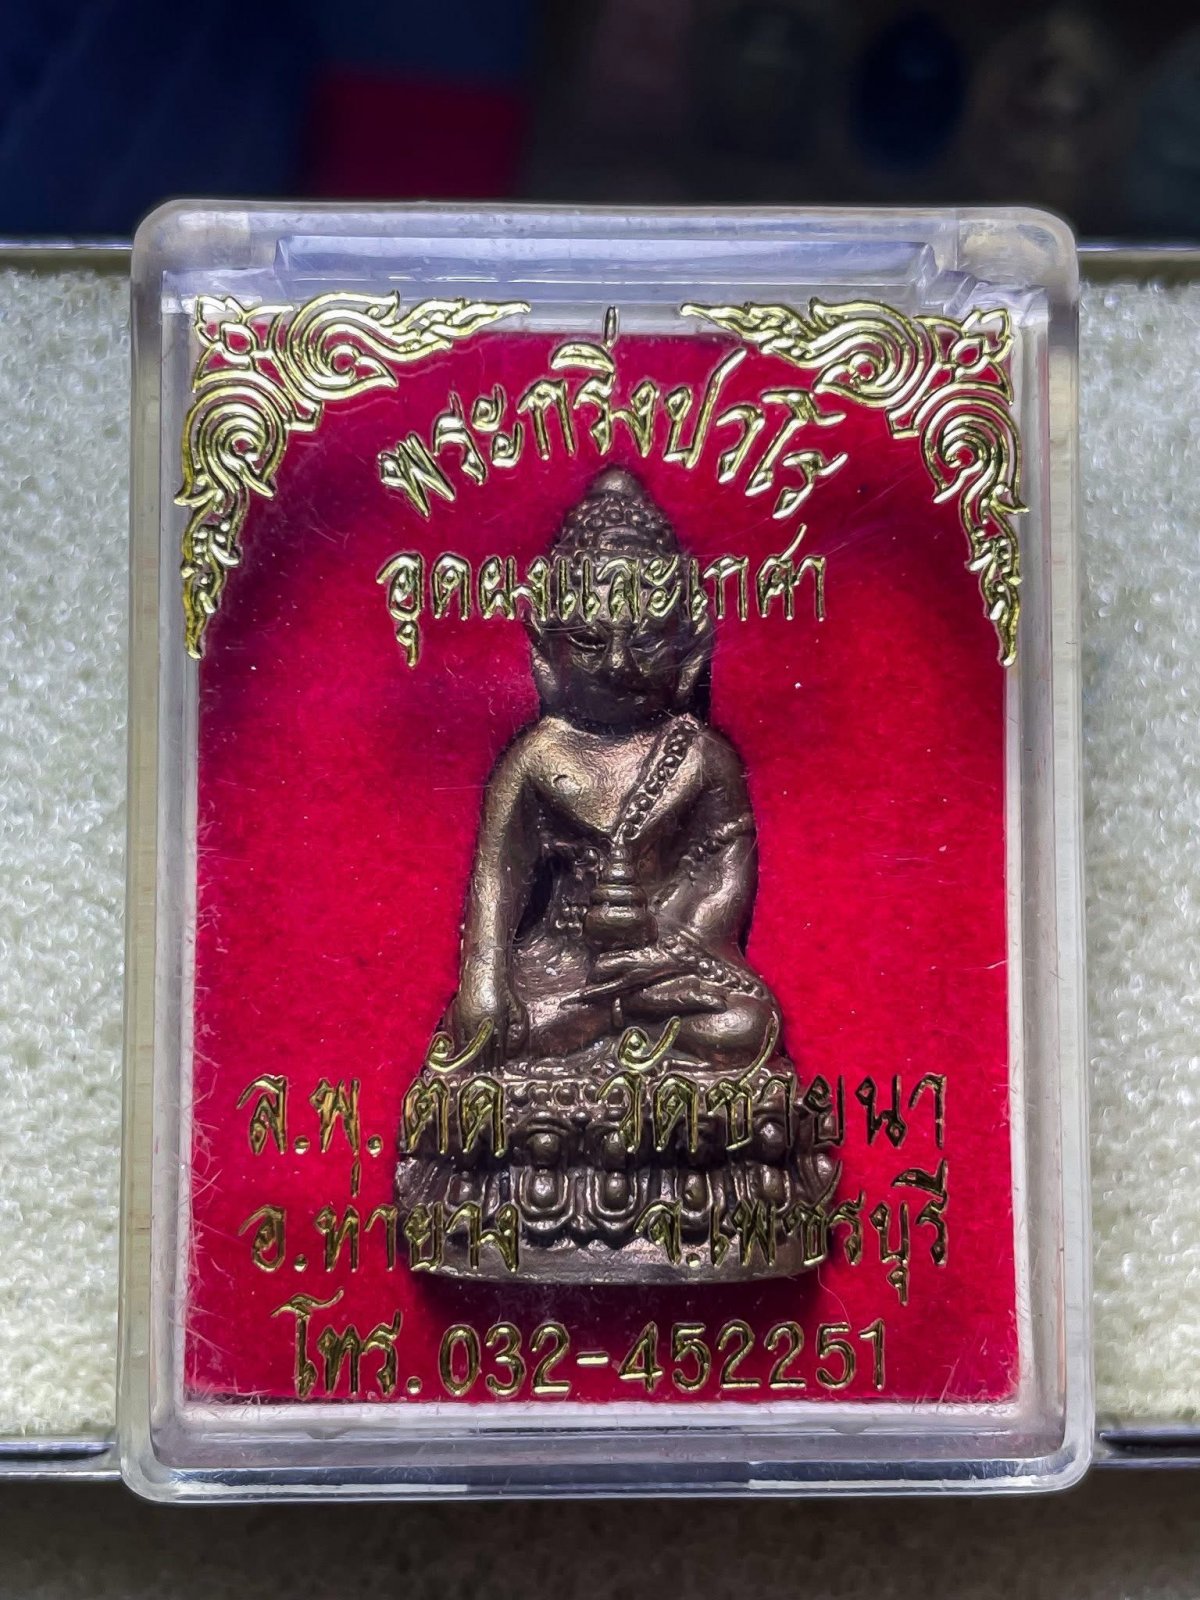 พระกริ่งปวเร
อุดผงและเกศา
ล.พ.ตัด วัดชายนา
อ.ท่ายาง จ.เพชรบุรี
โทร. 032-452251